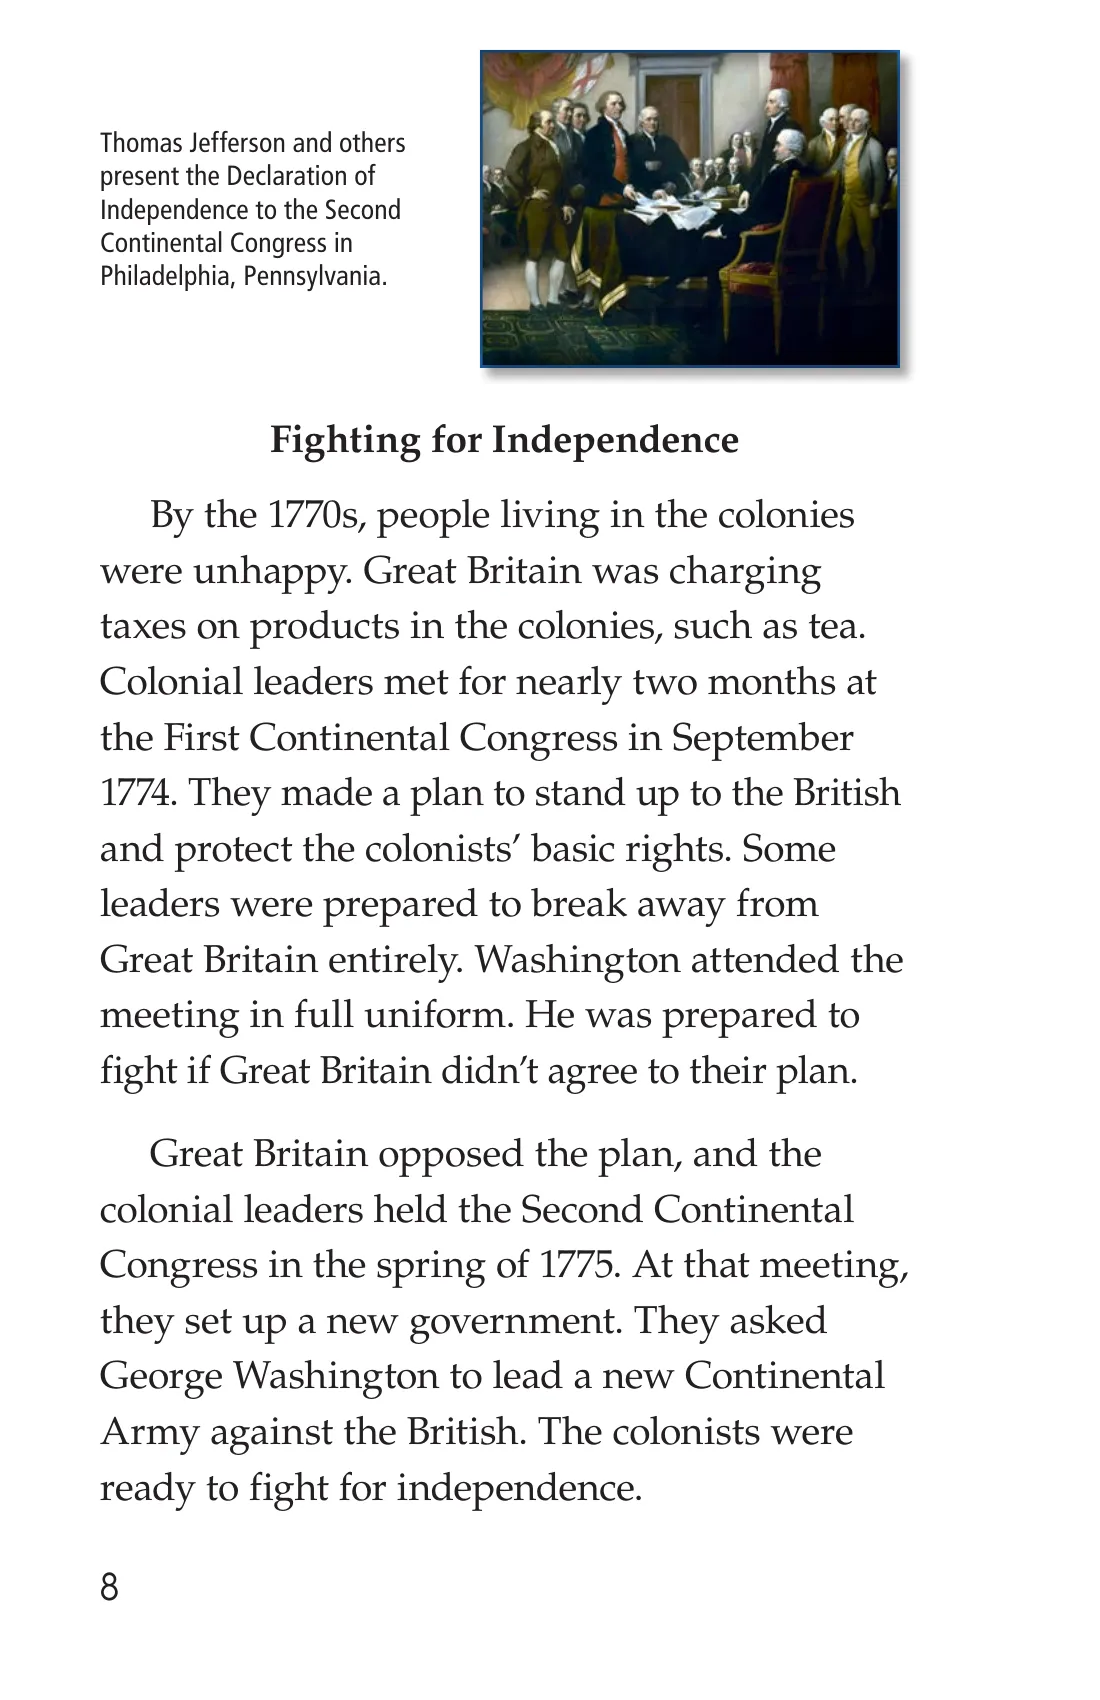 Thomas Jefferson and others
present the Declaration of
Independence to the Second
Continental Congress in
Philadelphia, Pennsylvania.
Fighting for Independence
By the 1770s, people living in the colonies
were unhappy. Great Britain was charging
taxes on products in the colonies, such as tea.
Colonial leaders met for nearly two months at
the First Continental Congress in September
1774. They made a plan to stand up to the British
and protect the colonists’ basic rights. Some
leaders were prepared to break away from
Great Britain entirely. Washington attended the
meeting in full uniform. He was prepared to
fight if Great Britain didn’t agree to their plan.
Great Britain opposed the plan, and the
colonial leaders held the Second Continental
Congress in the spring of 1775. At that meeting,
they set up a new government. They asked
George Washington to lead a new Continental
Army against the British. The colonists were
ready to fight for independence.
8